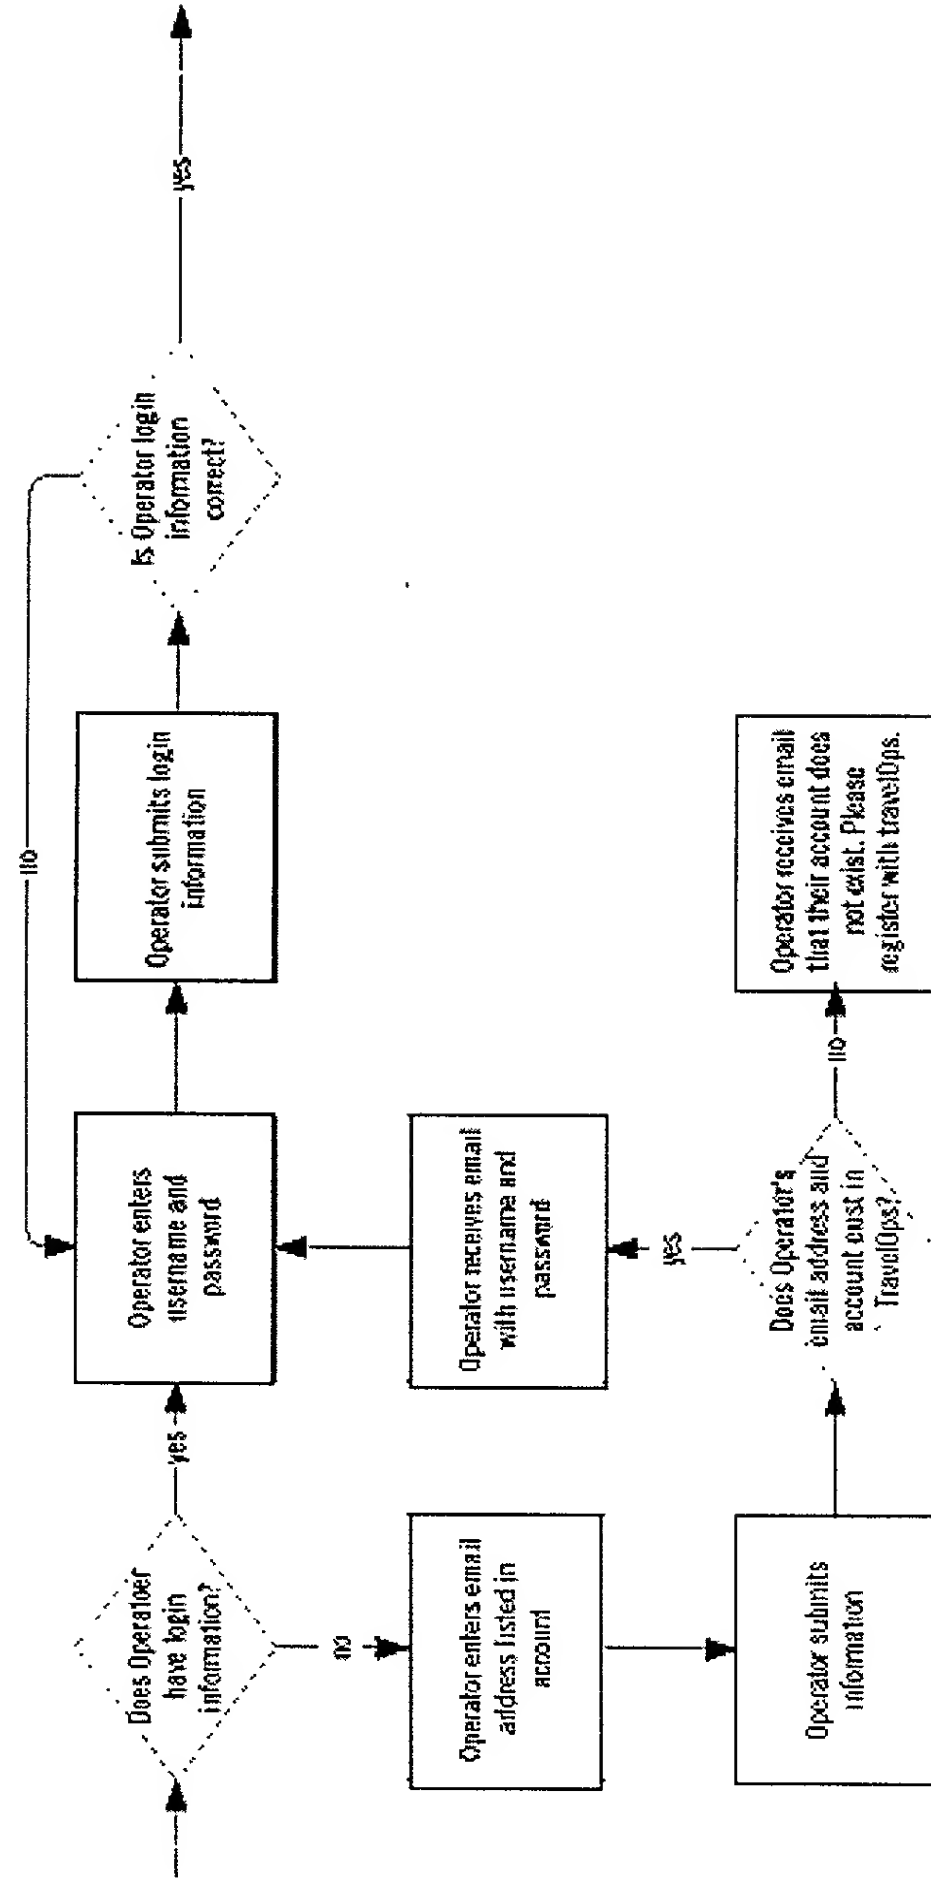 Does Operatoer
have login
information?
yes
Operator enters
username and
password
Operator submits login
information
Is Operator login
information
correct?
yes
no
no
Operator enters email
address listed in
account
Operator receives email
with username and
password
yes
Operator submits
information
Does Operator's
email address and
account exist in
TravelOps?
no
Operator receives email
that their account does
not exist. Please
register with travelOps.